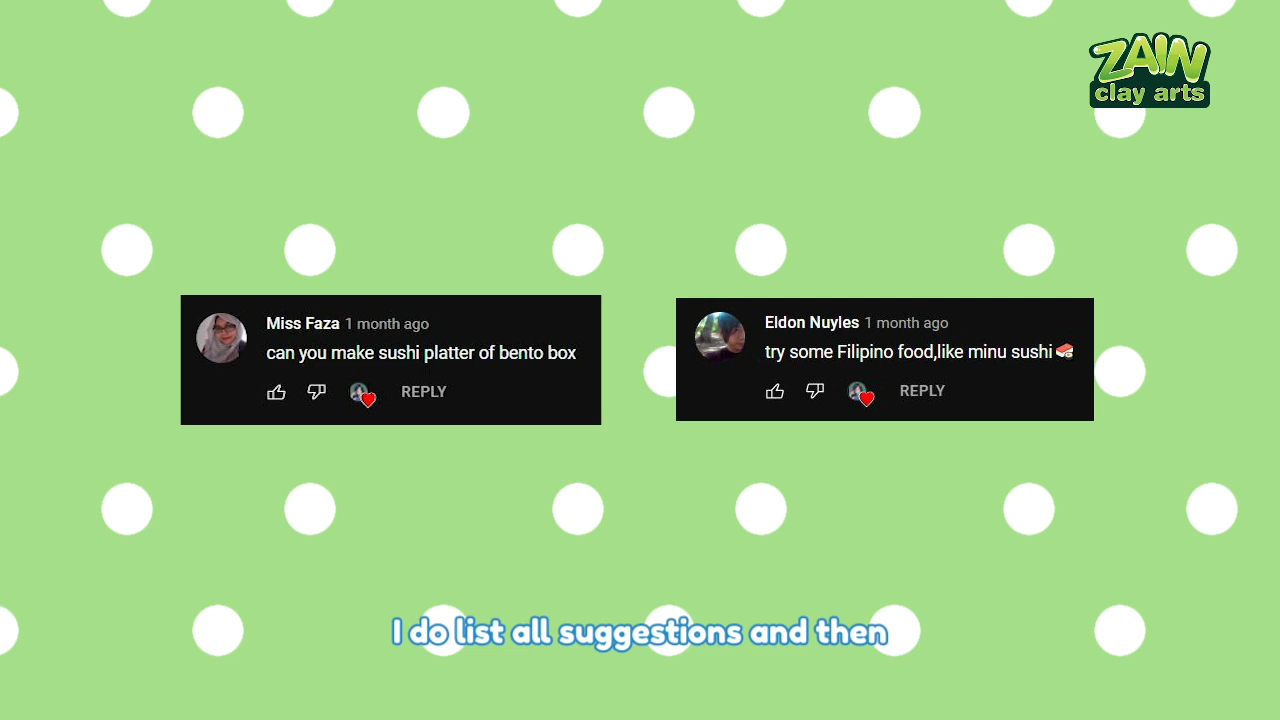 ZAIN
clay arts
Miss Faza 1 month ago
can you make sushi platter of bento box
REPLY
Eldon Nuyles 1 month ago
try some Filipino food,like minu sushi🍣
REPLY
I do list all suggestions and then